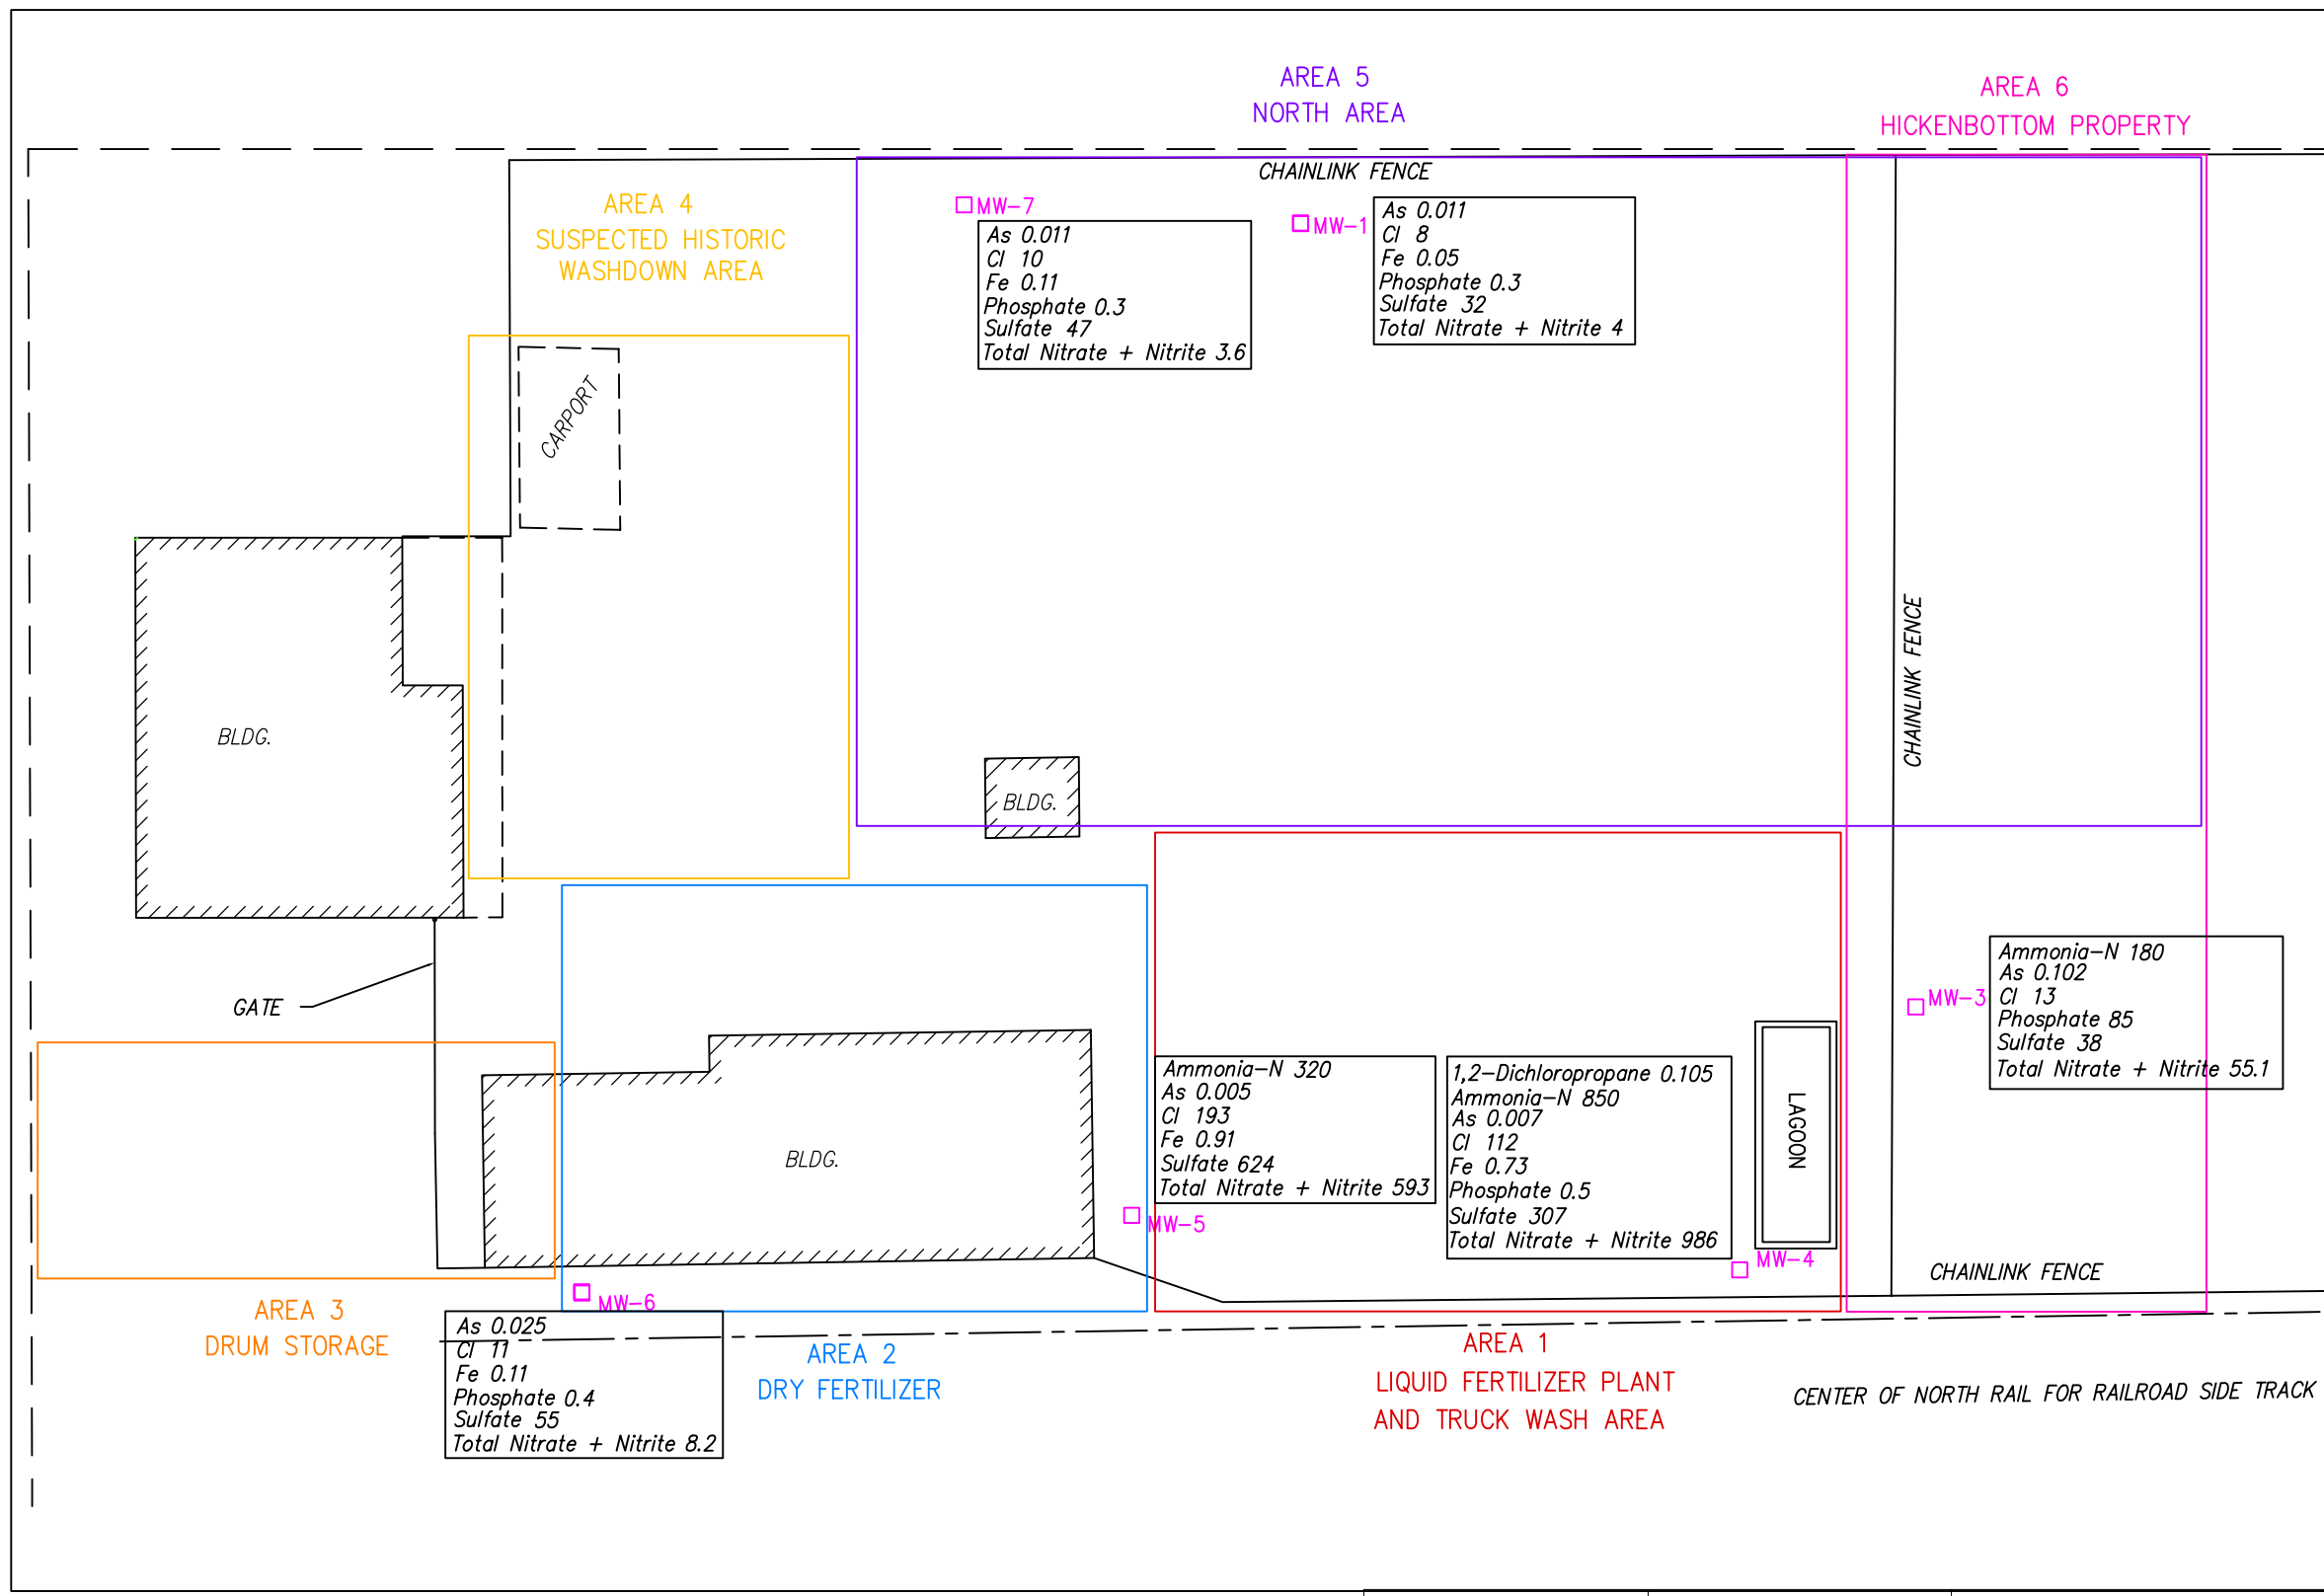 AREA 5
NORTH AREA
AREA 6
HICKENBOTTOM PROPERTY
CHAINLINK FENCE
AREA 4
SUSPECTED HISTORIC
WASHDOWN AREA
MW-7
As 0.011
Cl 10
Fe 0.11
Phosphate 0.3
Sulfate 47
Total Nitrate + Nitrite 3.6
MW-1
As 0.011
Cl 8
Fe 0.05
Phosphate 0.3
Sulfate 32
Total Nitrate + Nitrite 4
CARPORT
CHAINLINK FENCE
BLDG.
BLDG.
GATE
MW-3
Ammonia-N 180
As 0.102
Cl 13
Phosphate 85
Sulfate 38
Total Nitrate + Nitrite 55.1
Ammonia-N 320
As 0.005
Cl 193
Fe 0.91
Sulfate 624
Total Nitrate + Nitrite 593
1,2-Dichloropropane 0.105
Ammonia-N 850
As 0.007
Cl 112
Fe 0.73
Phosphate 0.5
Sulfate 307
Total Nitrate + Nitrite 986
LAGOON
BLDG.
MW-5
MW-4
CHAINLINK FENCE
MW-6
AREA 3
DRUM STORAGE
As 0.025
Cl 11
Fe 0.11
Phosphate 0.4
Sulfate 55
Total Nitrate + Nitrite 8.2
AREA 2
DRY FERTILIZER
AREA 1
LIQUID FERTILIZER PLANT
AND TRUCK WASH AREA
CENTER OF NORTH RAIL FOR RAILROAD SIDE TRACK